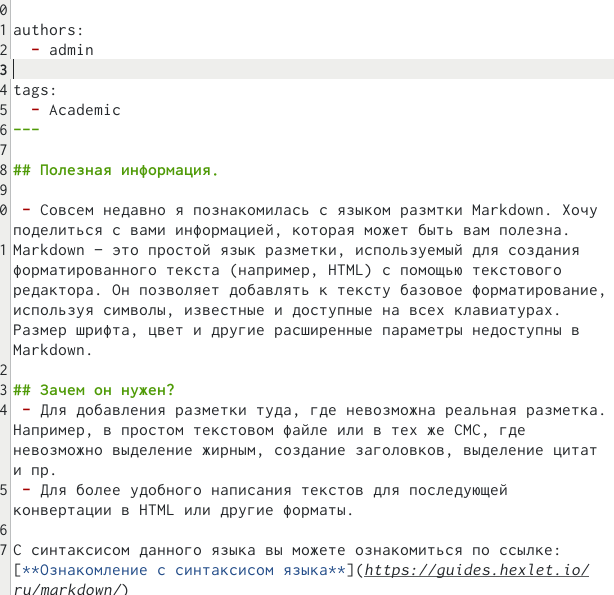 0
1 authors:
2   - admin
3
4 tags:
5   - Academic
6 ---
7
8 ## Полезная информация.
9
0  - Совсем недавно я познакомилась с языком размтки Markdown. Хочу
поделиться с вами информацией, которая может быть вам полезна.
1 Markdown — это простой язык разметки, используемый для создания
форматированного текста (например, HTML) с помощью текстового
редактора. Он позволяет добавлять к тексту базовое форматирование,
используя символы, известные и доступные на всех клавиатурах.
Размер шрифта, цвет и другие расширенные параметры недоступны в
Markdown.
2
3 ## Зачем он нужен?
4  - Для добавления разметки туда, где невозможна реальная разметка.
Например, в простом текстовом файле или в тех же СМС, где
невозможно выделение жирным, создание заголовков, выделение цитат
и пр.
5  - Для более удобного написания текстов для последующей
конвертации в HTML или другие форматы.
6
7 С синтаксисом данного языка вы можете ознакомиться по ссылке:
[**Ознакомление с синтаксисом языка**](https://guides.hexlet.io/
ru/markdown/)